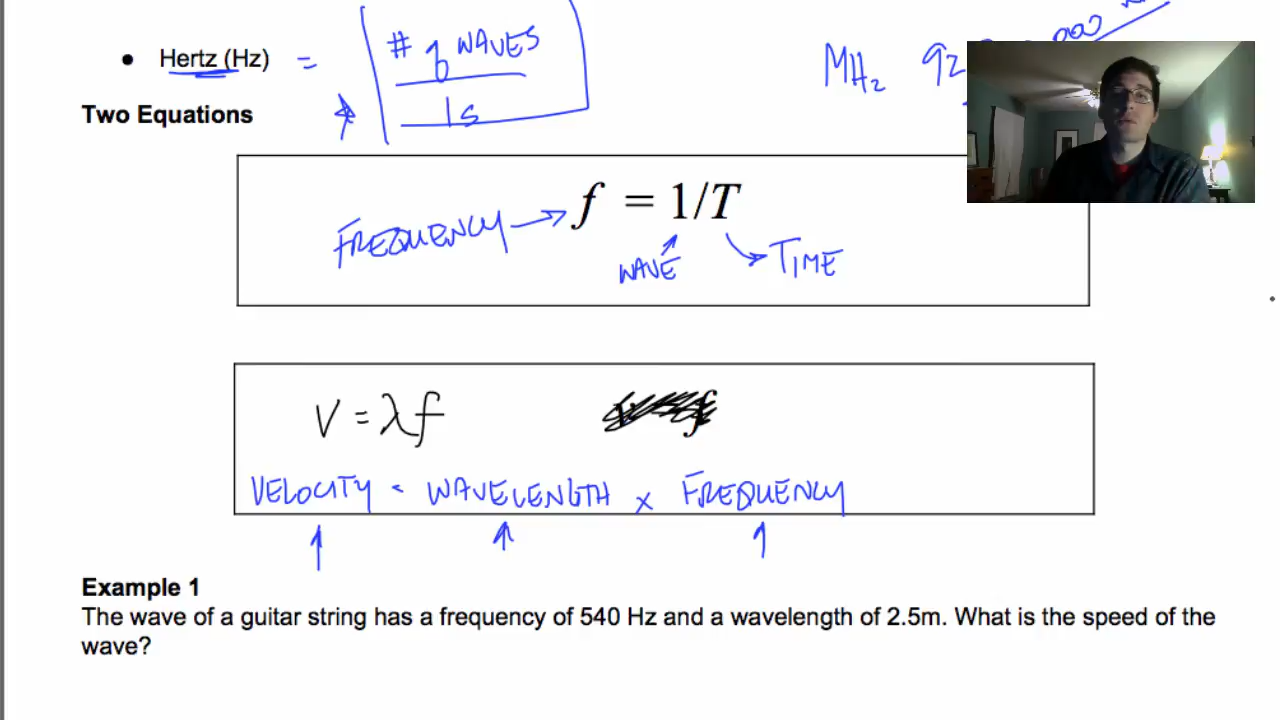 # of WAVES
000
• Hertz (Hz) =
MHz 92
1s
Two Equations
f = 1/T
FREQUENCY →
WAVE
TIME
V = λf
VELOCITY = WAVELENGTH x FREQUENCY
Example 1
The wave of a guitar string has a frequency of 540 Hz and a wavelength of 2.5m. What is the speed of the
wave?